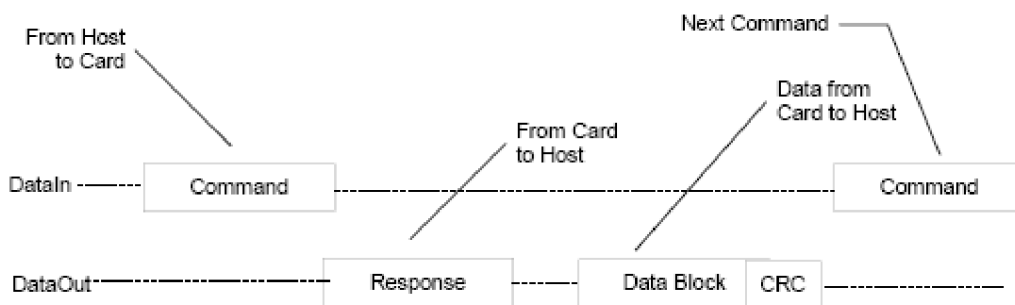 Next Command
From Host
to Card
Data from
Card to Host
From Card
to Host
DataIn
Command
Command
DataOut
Response
Data Block
CRC